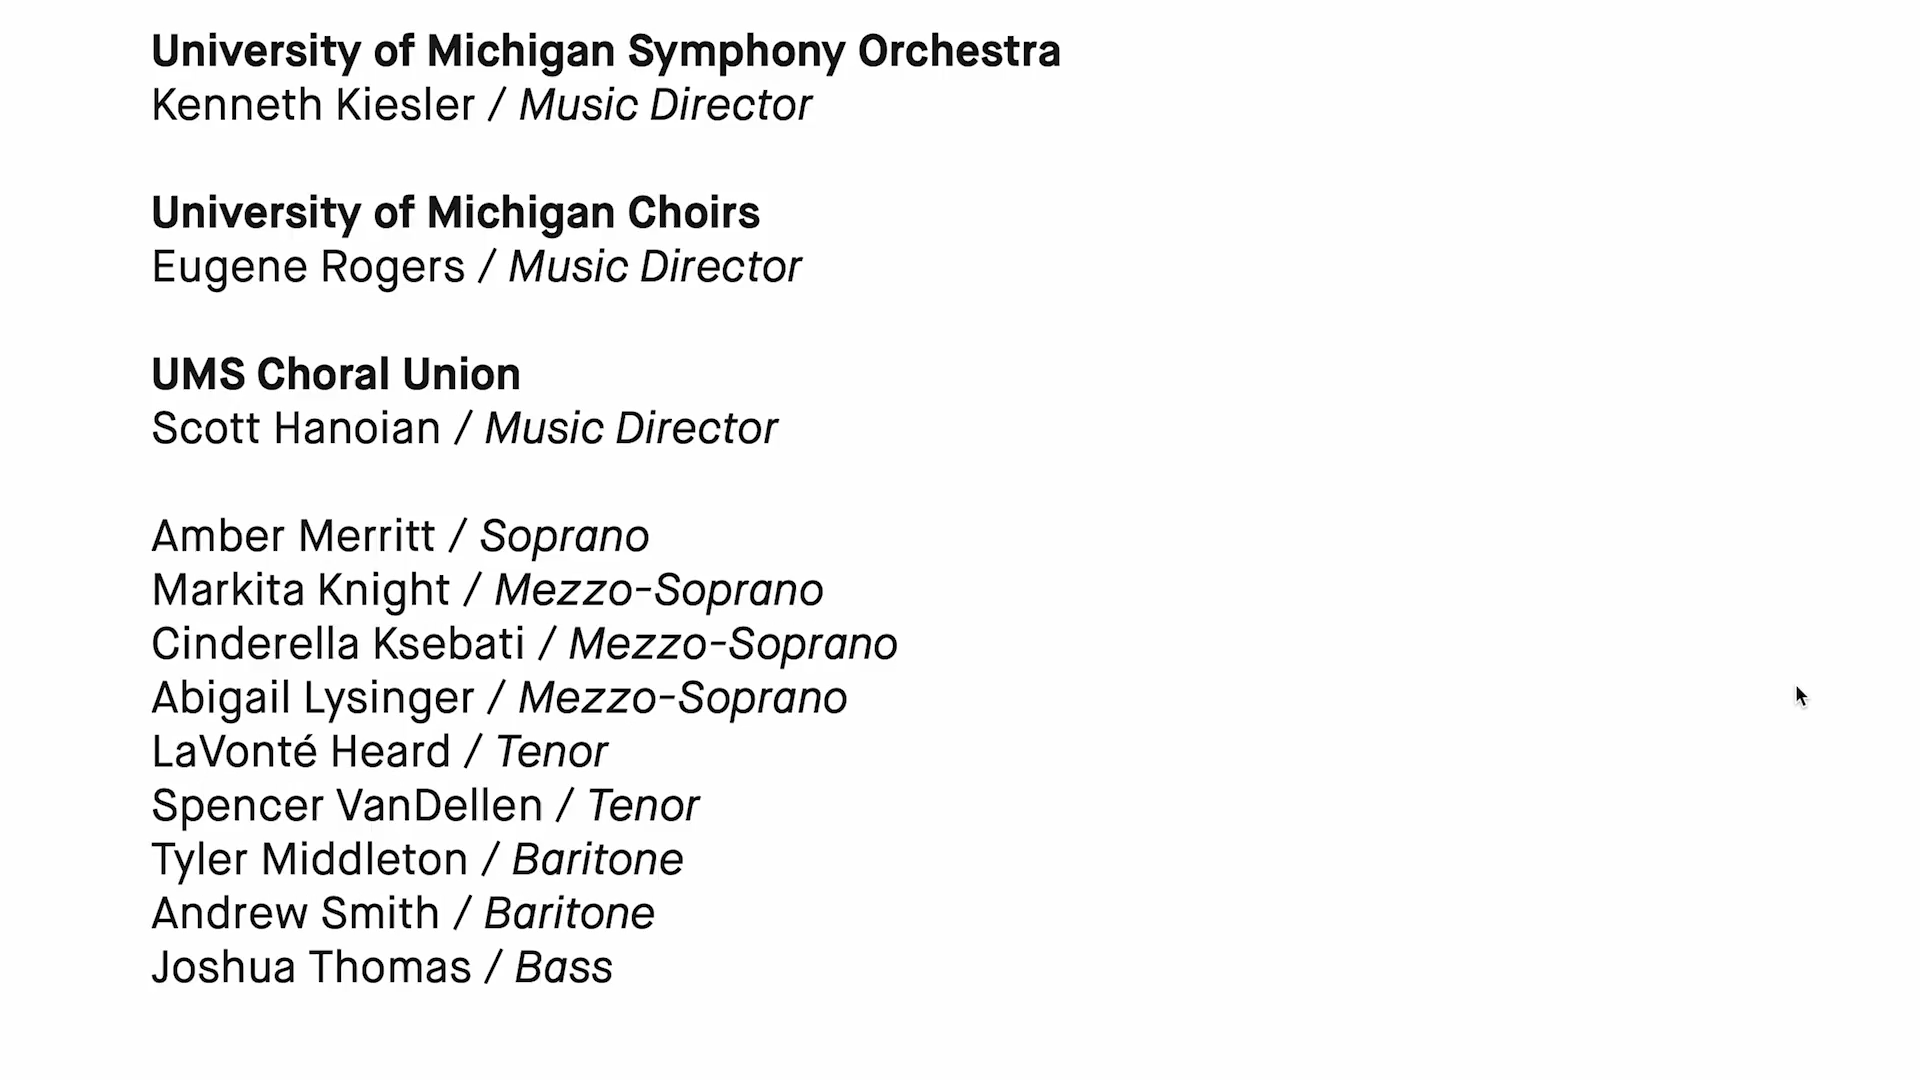 University of Michigan Symphony Orchestra
Kenneth Kiesler / Music Director
University of Michigan Choirs
Eugene Rogers / Music Director
UMS Choral Union
Scott Hanoian / Music Director
Amber Merritt / Soprano
Markita Knight / Mezzo-Soprano
Cinderella Ksebati / Mezzo-Soprano
Abigail Lysinger / Mezzo-Soprano
LaVonté Heard / Tenor
Spencer VanDellen / Tenor
Tyler Middleton / Baritone
Andrew Smith / Baritone
Joshua Thomas / Bass